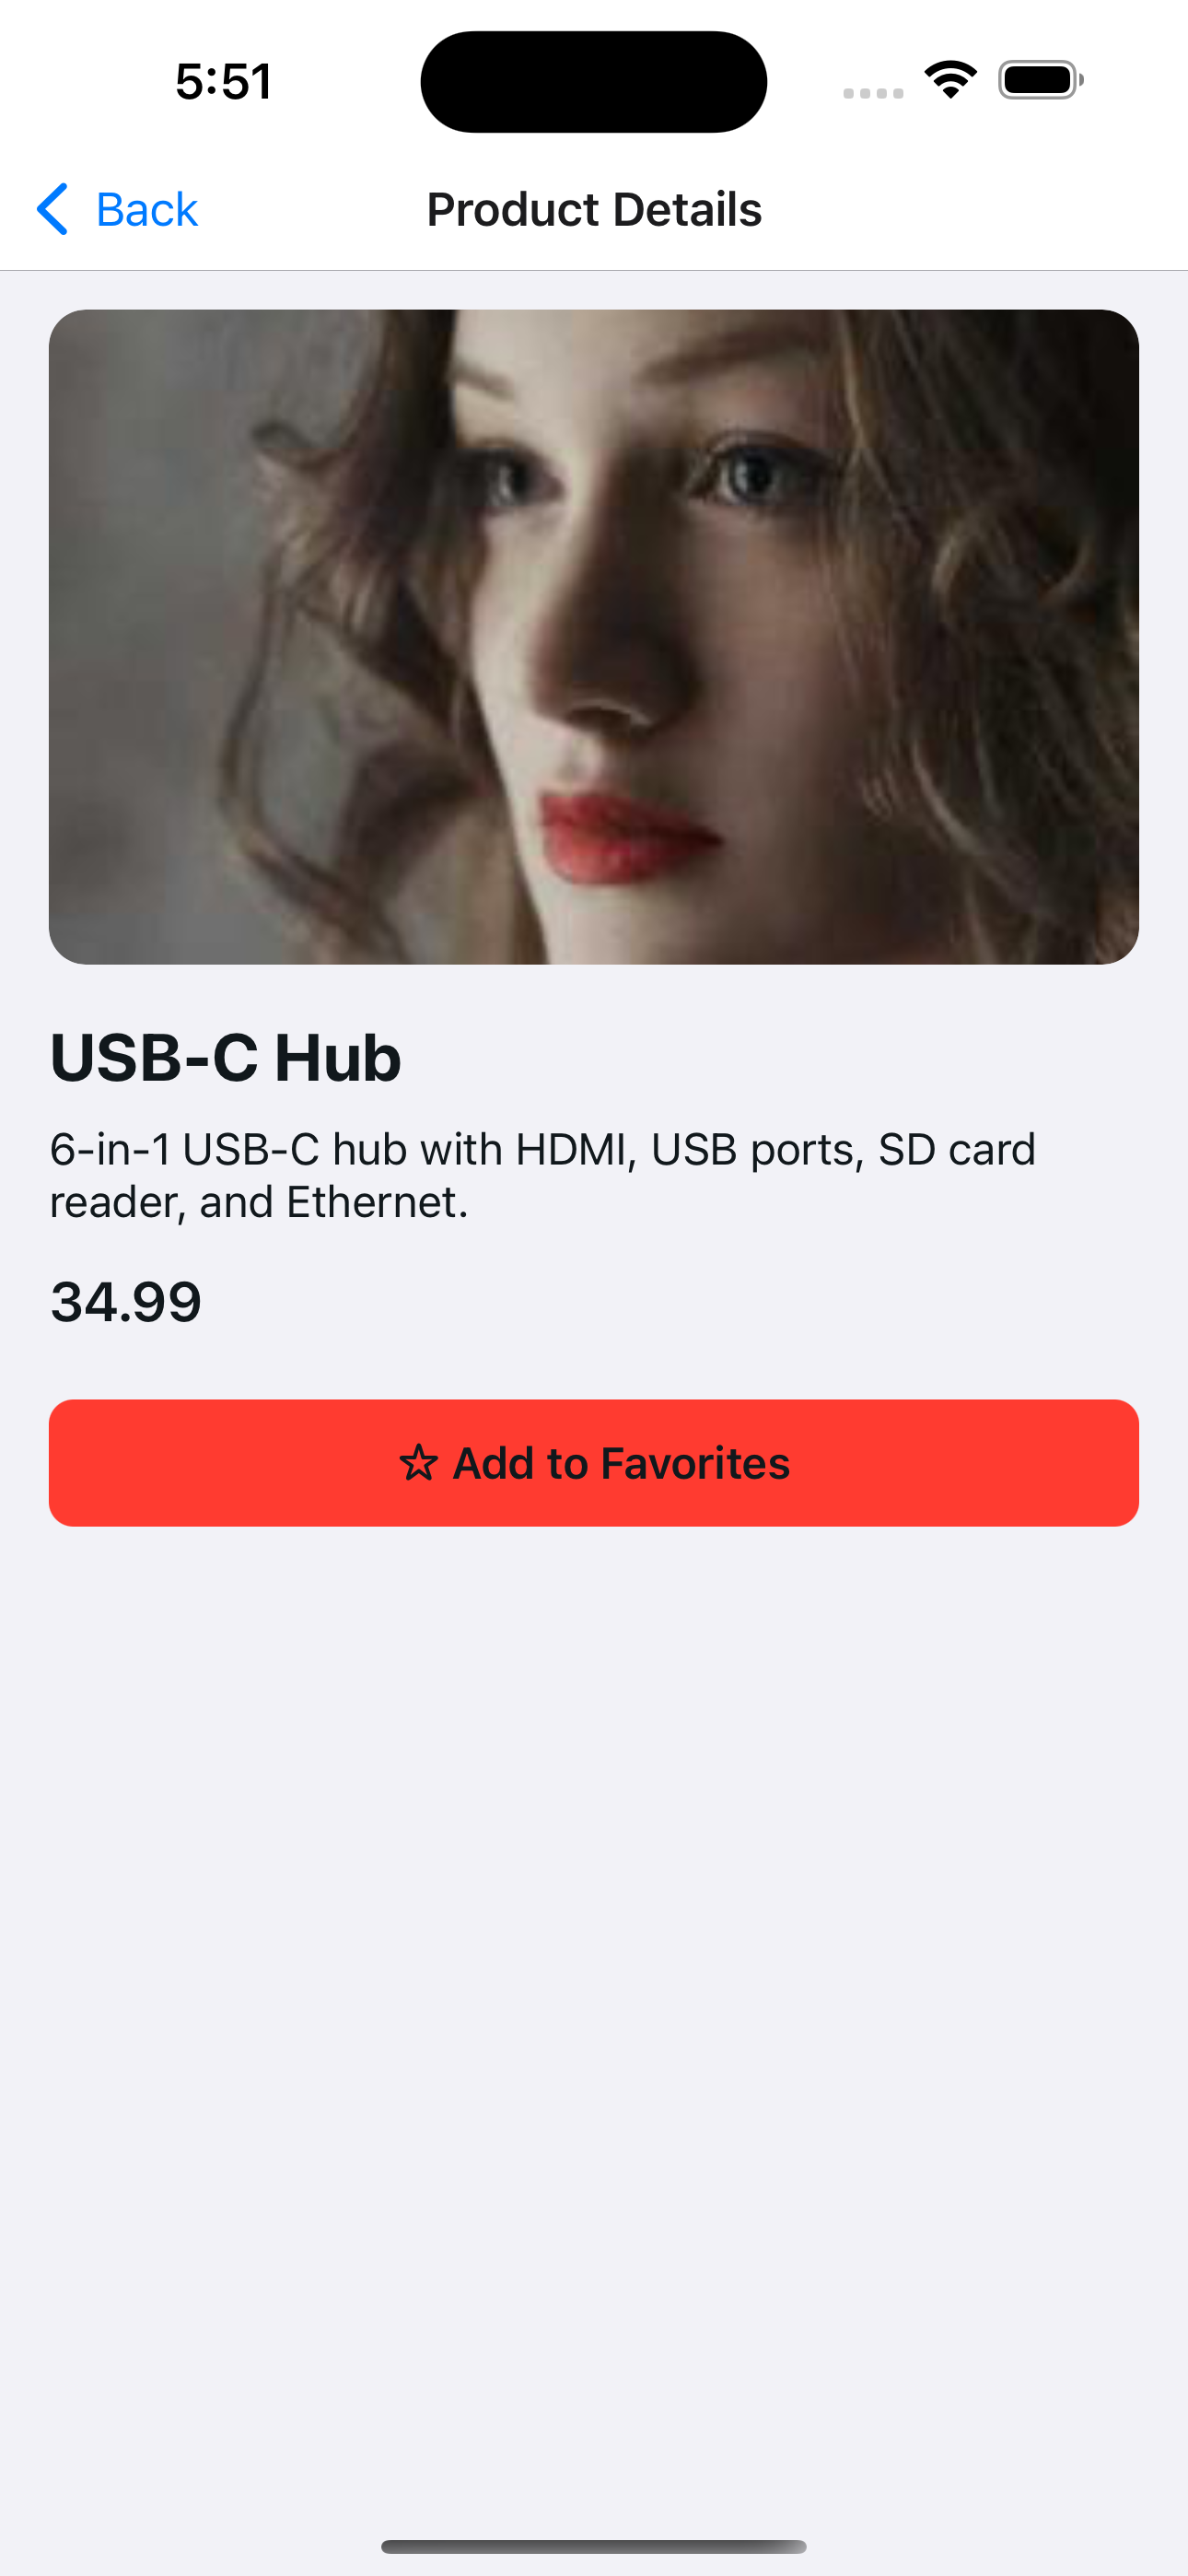 5:51
Back
Product Details
USB-C Hub
6-in-1 USB-C hub with HDMI, USB ports, SD card
reader, and Ethernet.
34.99
☆ Add to Favorites